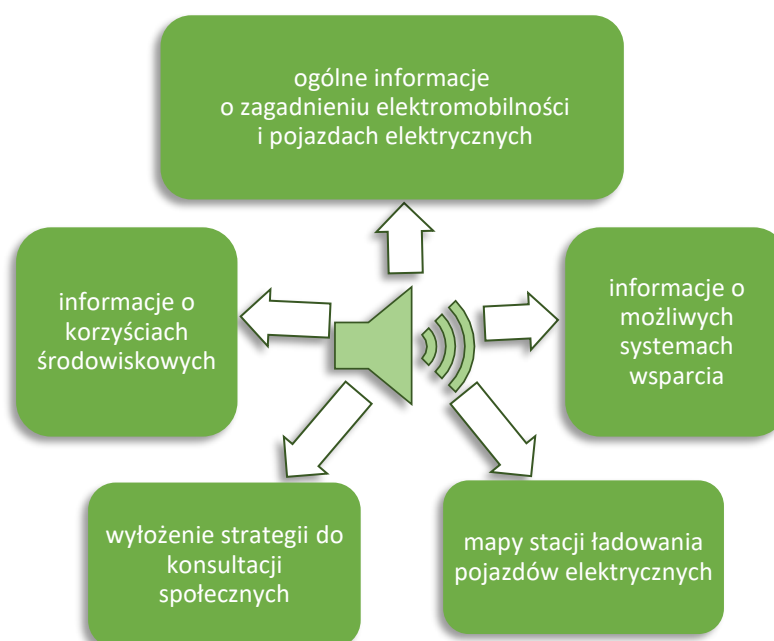 ogólne informacje
o zagadnieniu elektromobilności
i pojazdach elektrycznych
informacje o
korzyściach
środowiskowych
informacje o
możliwych
systemach
wsparcia
wyłożenie strategii do
konsultacji
społecznych
mapy stacji ładowania
pojazdów elektrycznych